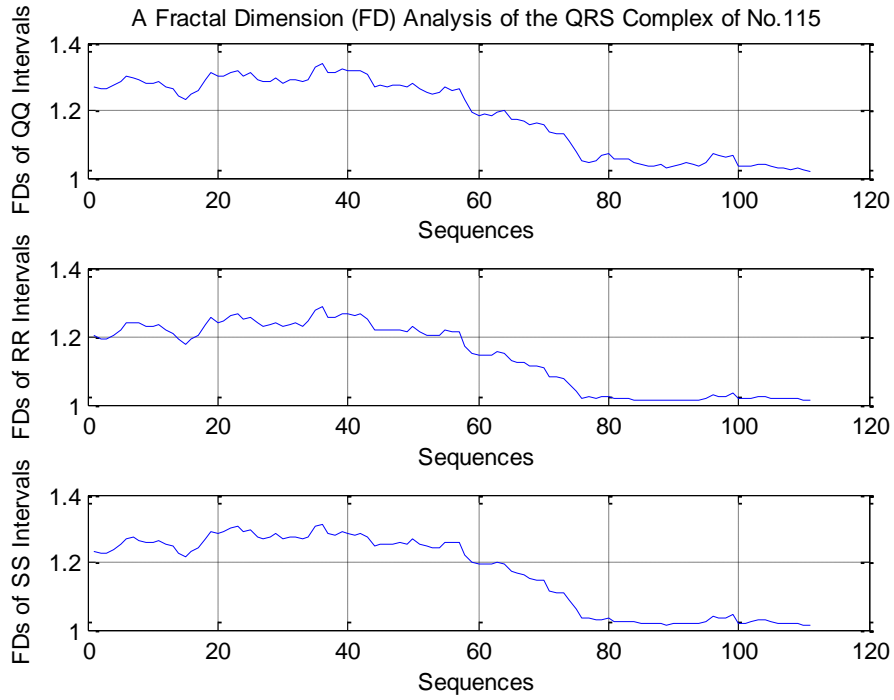 A Fractal Dimension (FD) Analysis of the QRS Complex of No.115
FDs of QQ Intervals
1.4
1.2
1
0 20 40 60 80 100 120
Sequences
FDs of RR Intervals
1.4
1.2
1
0 20 40 60 80 100 120
Sequences
FDs of SS Intervals
1.4
1.2
1
0 20 40 60 80 100 120
Sequences